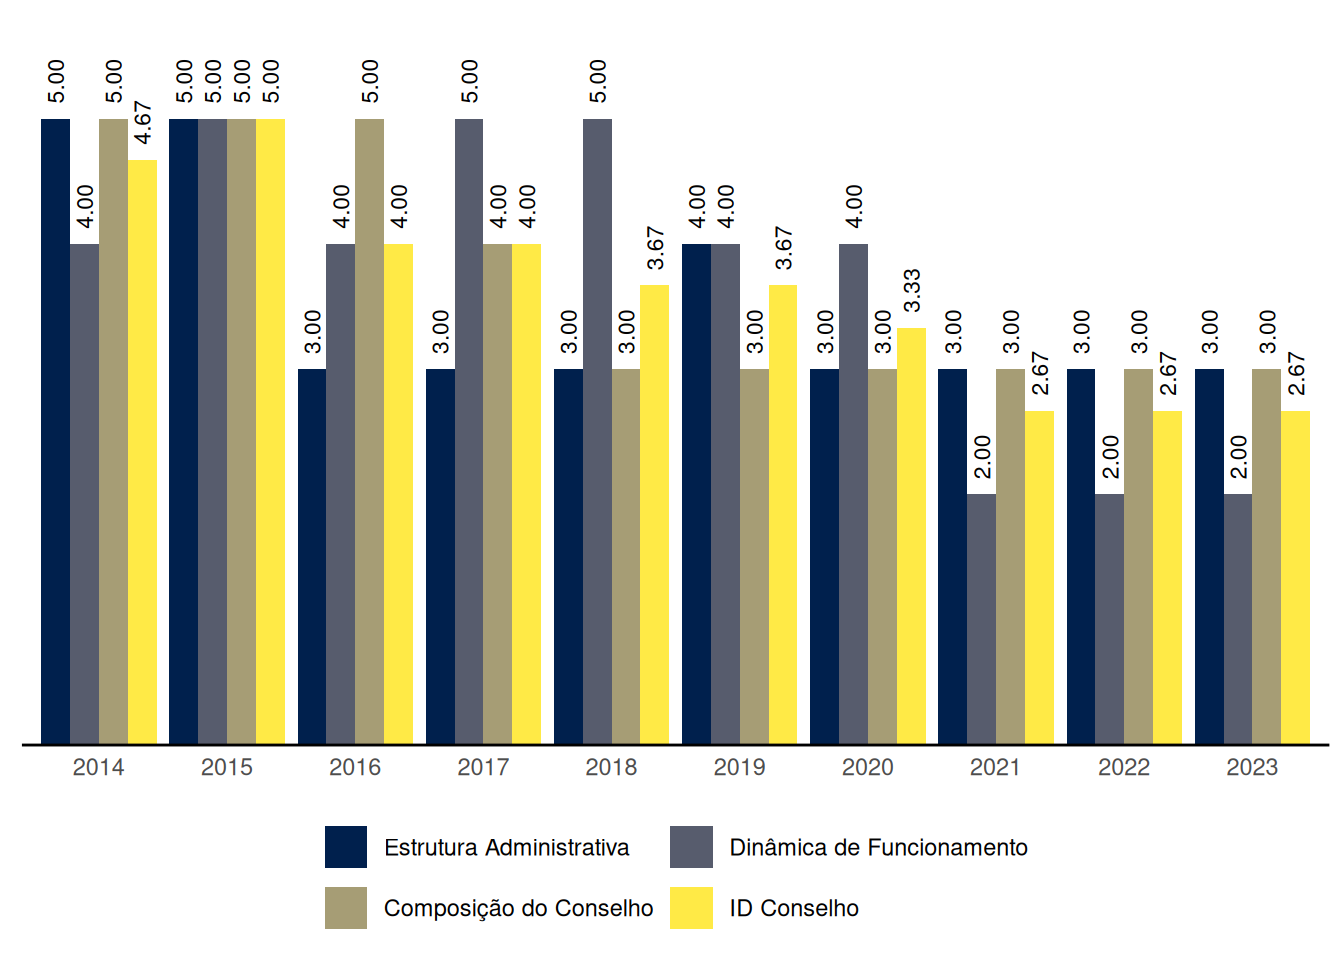 5.00 4.00 5.00 4.67 5.00 5.00 5.00 5.00 3.00 4.00 5.00 4.00 3.00 5.00 4.00 4.00 3.00 5.00 3.00 3.67 4.00 4.00 3.00 3.67 3.00 4.00 3.00 3.33 3.00 2.00 3.00 2.67 3.00 2.00 3.00 2.67 3.00 2.00 3.00 2.67
2014 2015 2016 2017 2018 2019 2020 2021 2022 2023
Estrutura Administrativa Dinâmica de Funcionamento
Composição do Conselho ID Conselho